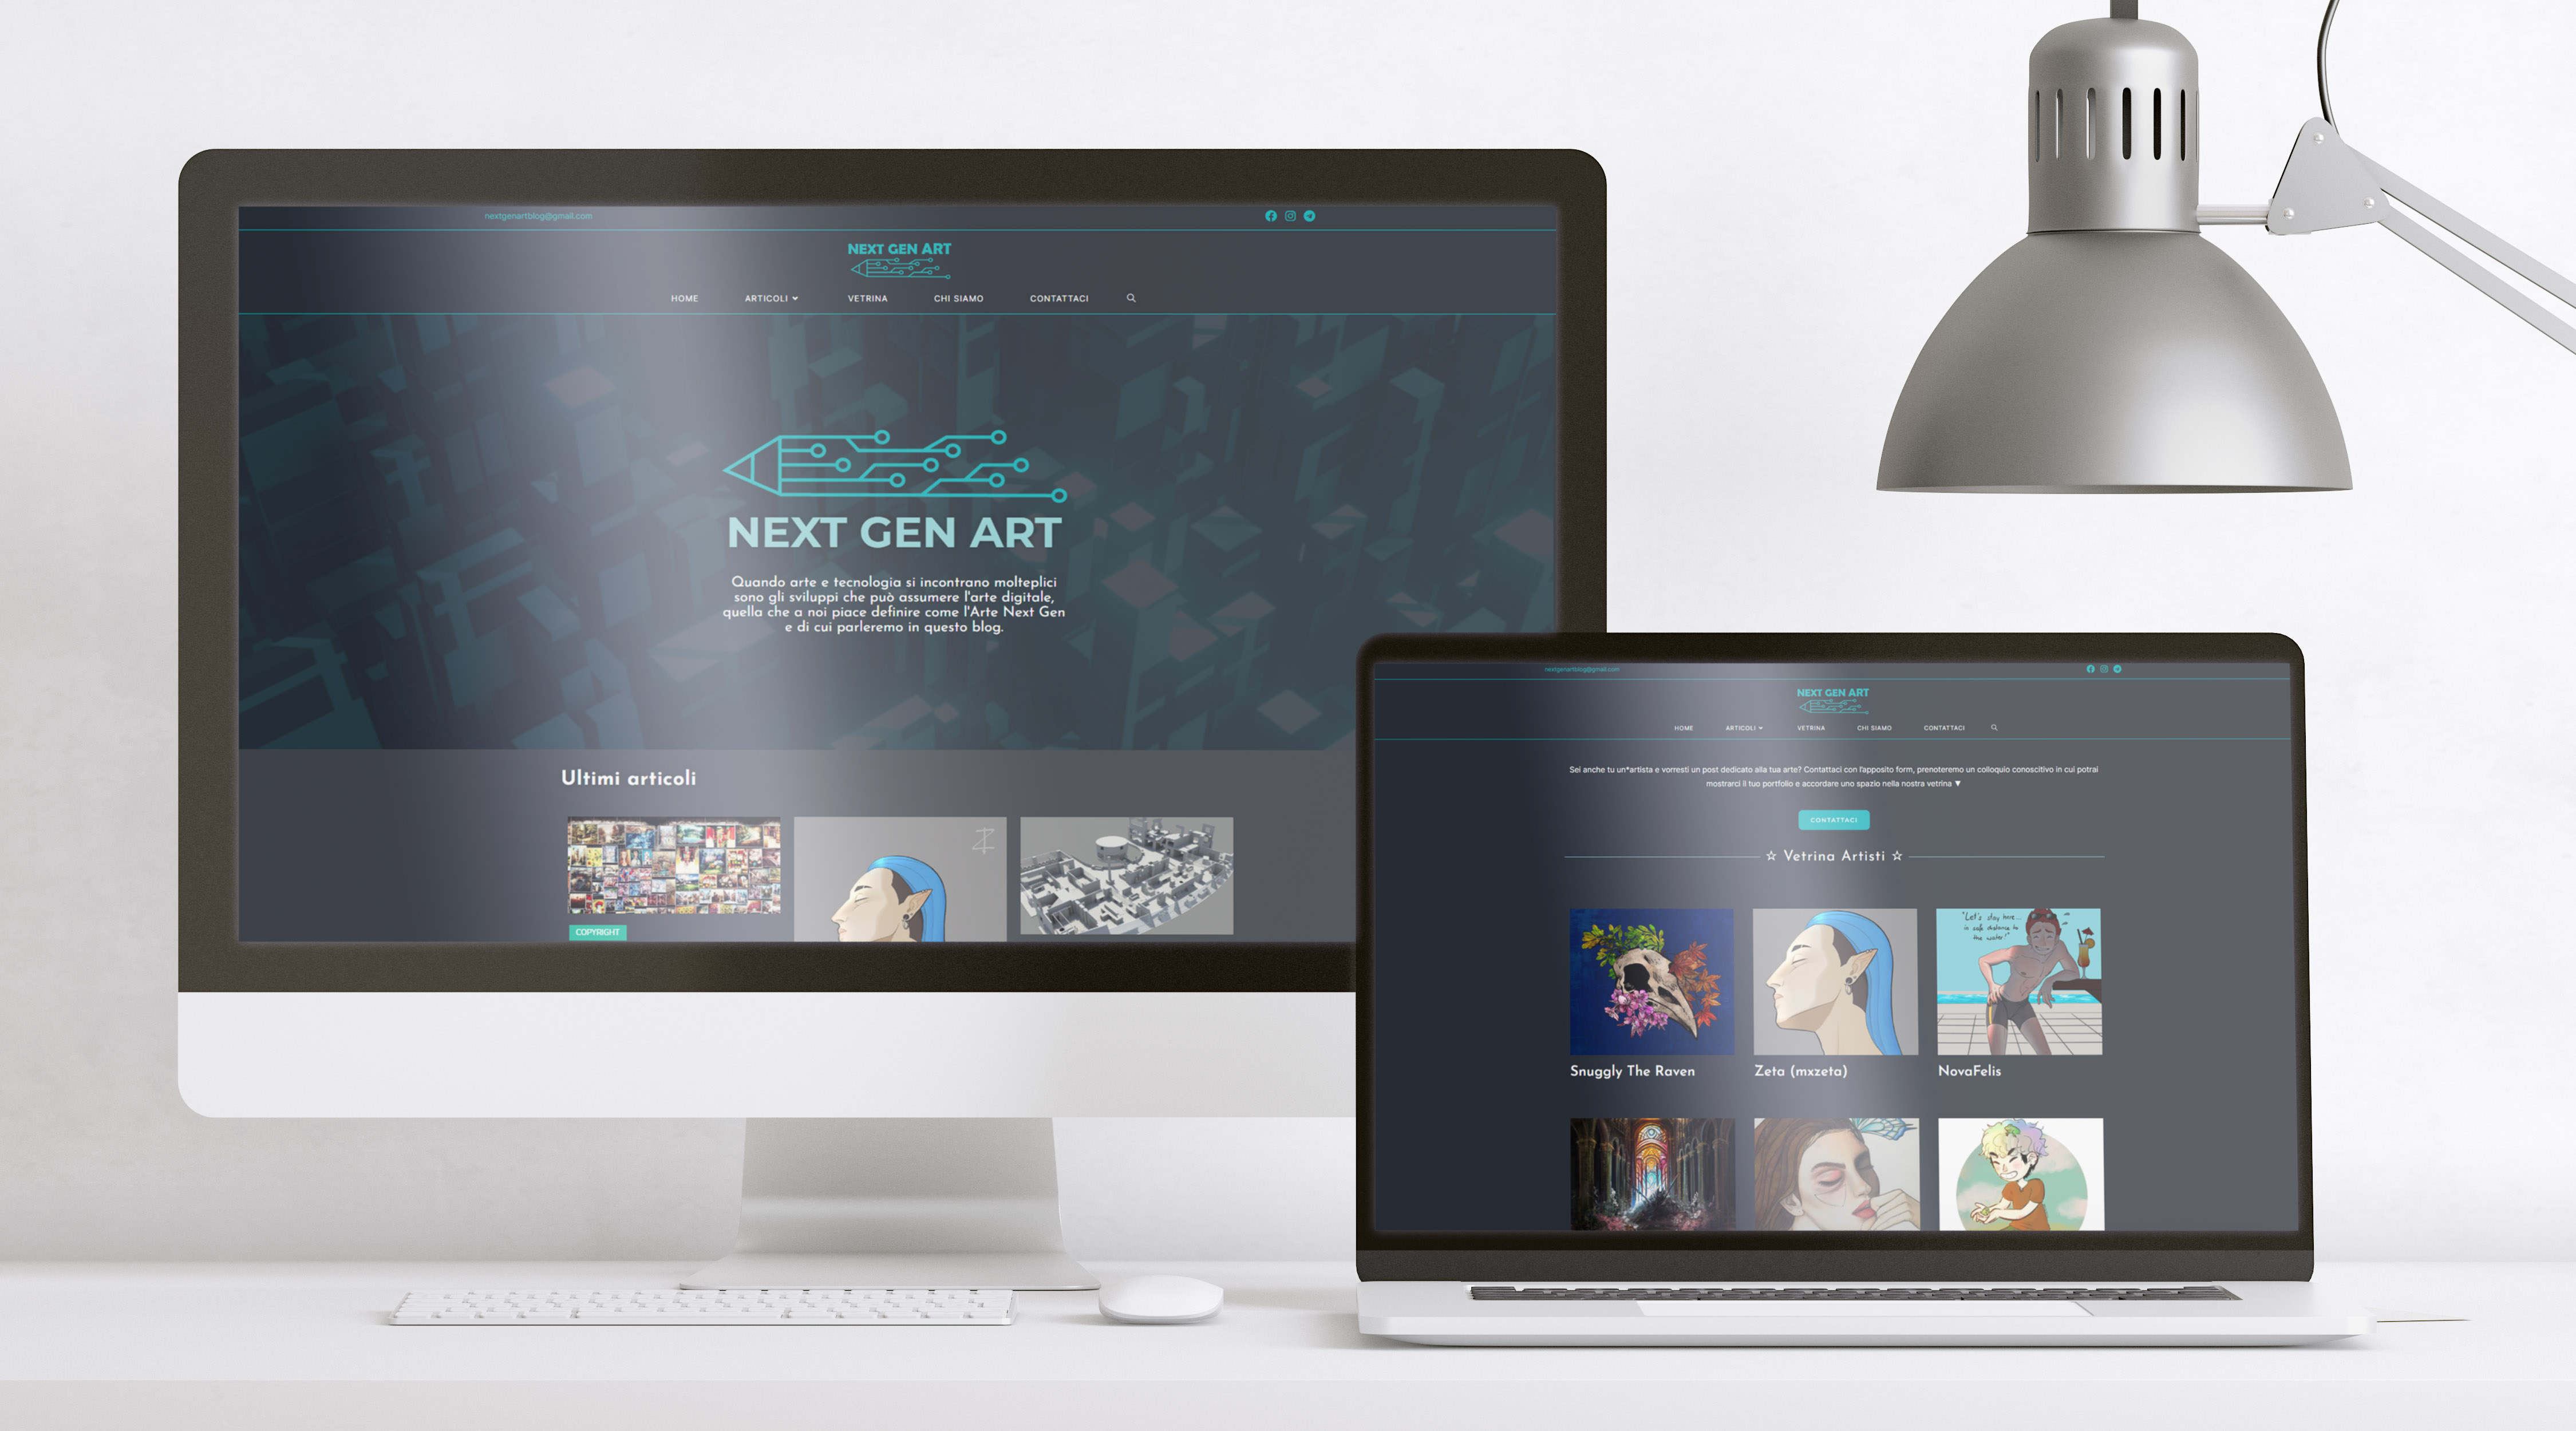 nextgenartblog@gmail.com
NEXT GEN ART
HOME ARTICOLI VETRINA CHI SIAMO CONTATTACI
NEXT GEN ART
Quando arte e tecnologia si incontrano molteplici
sono gli sviluppi che può assumere l'arte digitale,
quella che a noi piace definire come l'Arte Next Gen
e di cui parleremo in questo blog.
Ultimi articoli
COPYRIGHT
nextgenartblog@gmail.com
NEXT GEN ART
HOME ARTICOLI VETRINA CHI SIAMO CONTATTACI
Sei anche tu un*artista e vorresti un post dedicato alla tua arte? Contattaci con l'apposito form, prenoteremo un colloquio conoscitivo in cui potrai
mostrarci il tuo portfolio e accordare uno spazio nella nostra vetrina ▼
CONTATTACI
☆ Vetrina Artisti ☆
"Let's stay here...
in safe distance to
the water!"
Snuggly The Raven
Zeta (mxzeta)
NovaFelis